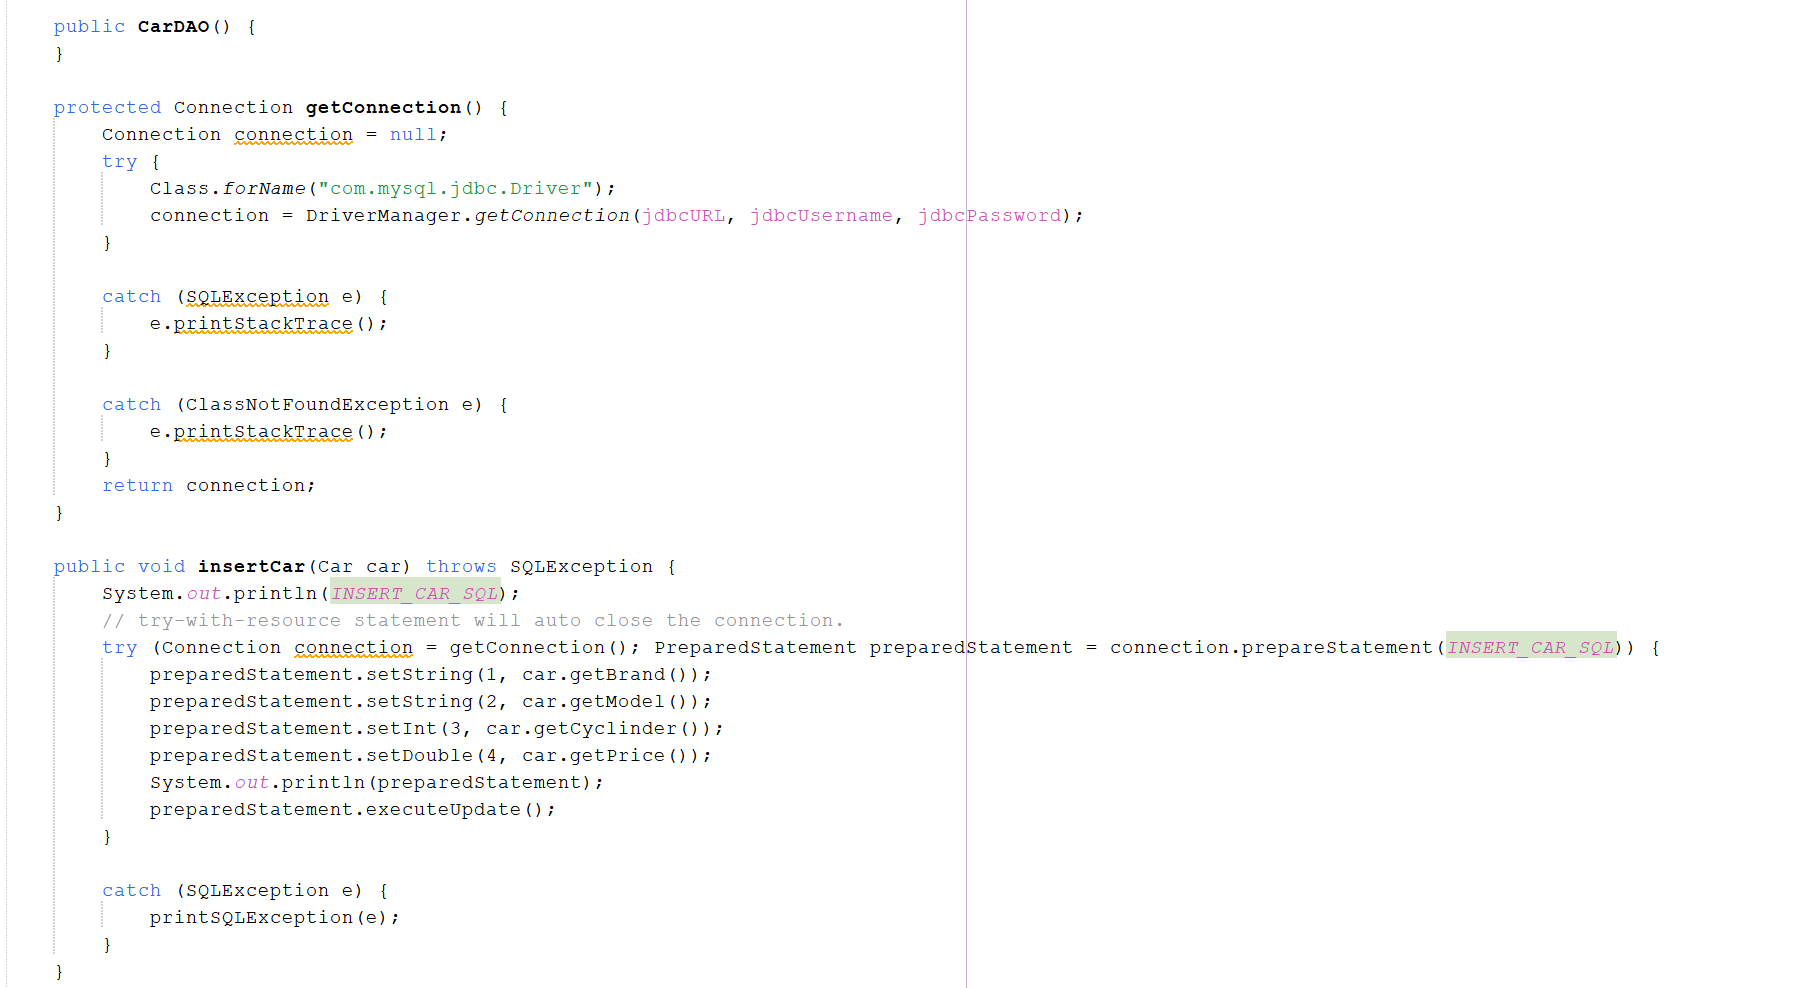 public CarDAO() {
}
protected Connection getConnection() {
Connection connection = null;
try {
Class.forName("com.mysql.jdbc.Driver");
connection = DriverManager.getConnection(jdbcURL, jdbcUsername, jdbcPassword);
}
catch (SQLException e) {
e.printStackTrace();
}
catch (ClassNotFoundException e) {
e.printStackTrace();
}
return connection;
}
public void insertCar(Car car) throws SQLException {
System.out.println(INSERT_CAR_SQL);
// try-with-resource statement will auto close the connection.
try (Connection connection = getConnection(); PreparedStatement preparedStatement = connection.prepareStatement(INSERT_CAR_SQL)) {
preparedStatement.setString(1, car.getBrand());
preparedStatement.setString(2, car.getModel());
preparedStatement.setInt(3, car.getCyclinder());
preparedStatement.setDouble(4, car.getPrice());
System.out.println(preparedStatement);
preparedStatement.executeUpdate();
}
catch (SQLException e) {
printSQLException(e);
}
}